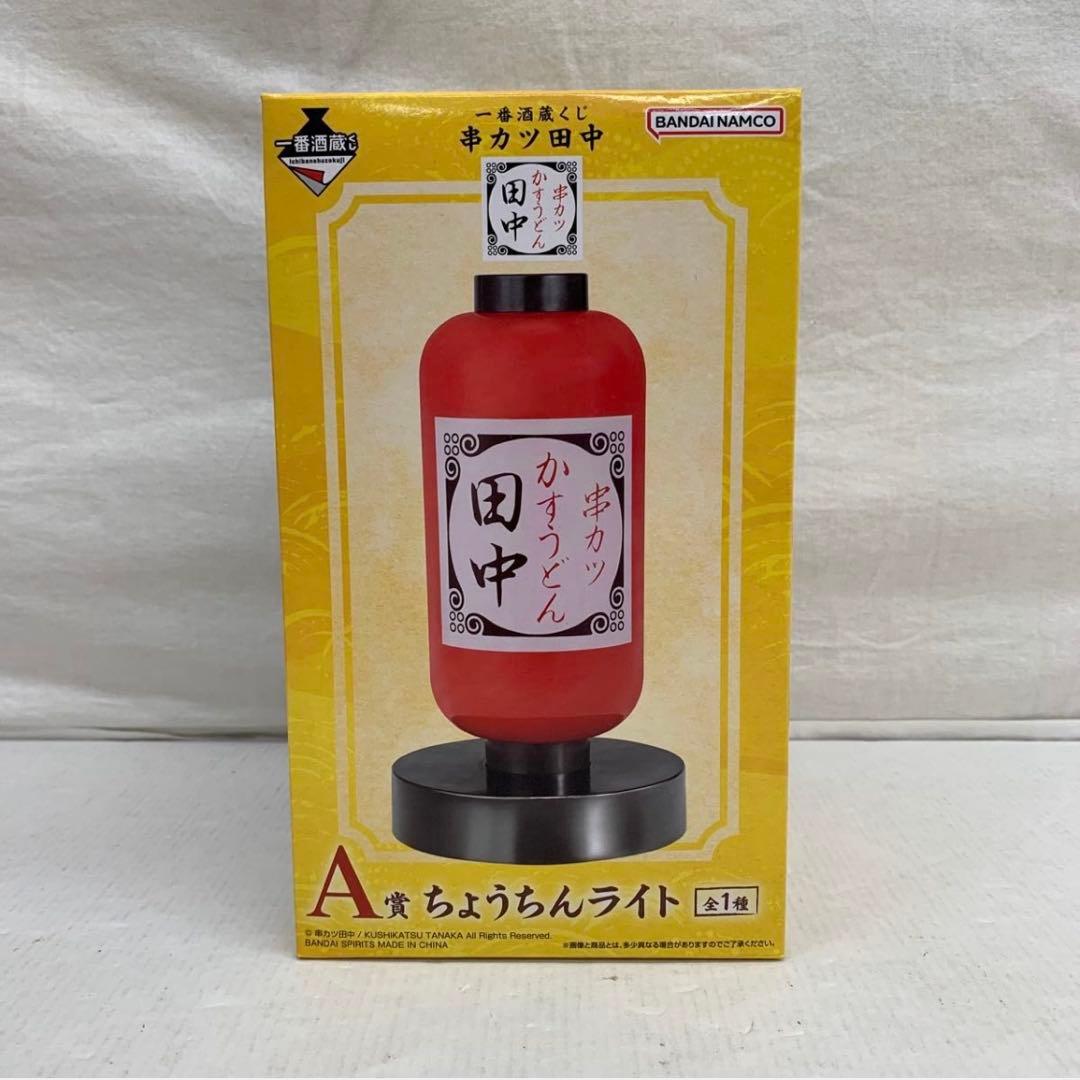 一番酒蔵くじ
Ichibanshuzokuji
一番酒蔵くじ
串カツ田中
BANDAI NAMCO
串カツ
かすうどん
田中
串カツ
かすうどん
田中
A賞 ちょうちんライト 全1種
© 串カツ田中 / KUSHIKATSU TANAKA All Rights Reserved.
BANDAI SPIRITS MADE IN CHINA
※画像と商品とは、多少異なる場合がありますのでご了承ください。